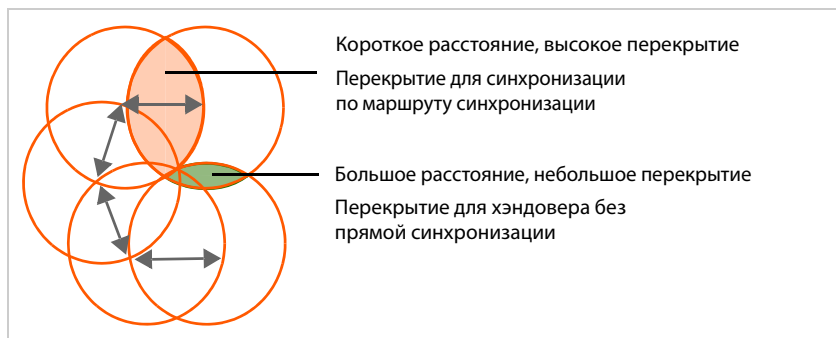 Короткое расстояние, высокое перекрытие
Перекрытие для синхронизации
по маршруту синхронизации
Большое расстояние, небольшое перекрытие
Перекрытие для хэндовера без
прямой синхронизации